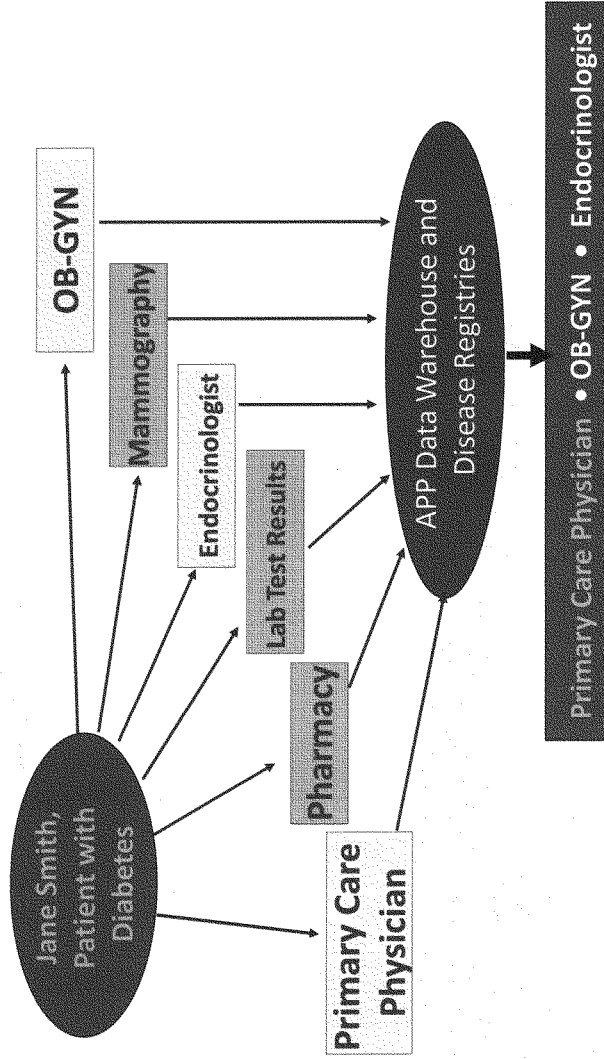 Jane Smith,
Patient with
Diabetes
OB-GYN
Mammography
Endocrinologist
Lab Test Results
Pharmacy
Primary Care
Physician
APP Data Warehouse and
Disease Registries
Primary Care Physician • OB-GYN • Endocrinologist